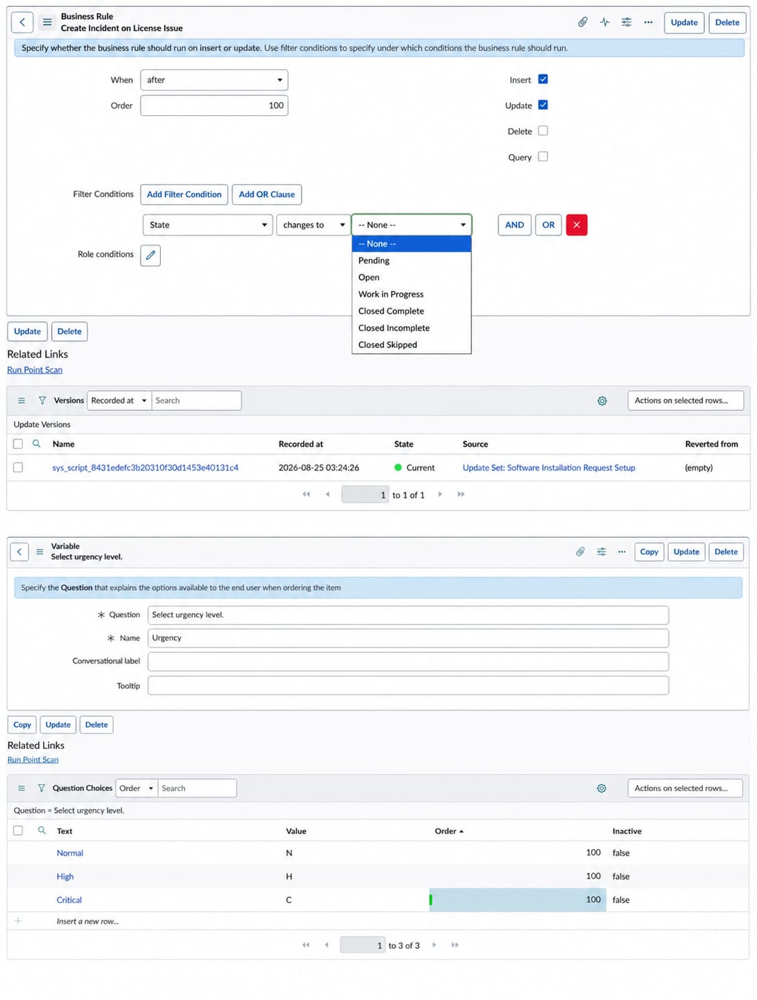 Business Rule
Create Incident on License Issue
Update Delete
Specify whether the business rule should run on insert or update. Use filter conditions to specify under which conditions the business rule should run.
When after Insert
Order 100 Update
Delete
Query
Filter Conditions Add Filter Condition Add OR Clause
State changes to -- None -- AND OR
-- None --
Role conditions
Pending
Open
Work in Progress
Closed Complete
Closed Incomplete
Closed Skipped
Update Delete
Related Links
Run Point Scan
Versions Recorded at Search Actions on selected rows...
Update Versions
Name Recorded at State Source Reverted from
sys_script_8431edefc3b20310f30d1453e40131c4 2026-08-25 03:24:26 Current Update Set: Software Installation Request Setup (empty)
1 to 1 of 1
Variable
Select urgency level.
Copy Update Delete
Specify the Question that explains the options available to the end user when ordering the item
* Question Select urgency level.
* Name Urgency
Conversational label
Tooltip
Copy Update Delete
Related Links
Run Point Scan
Question Choices Order Search Actions on selected rows...
Question = Select urgency level.
Text Value Order Inactive
Normal N 100 false
High H 100 false
Critical C 100 false
Insert a new row...
1 to 3 of 3